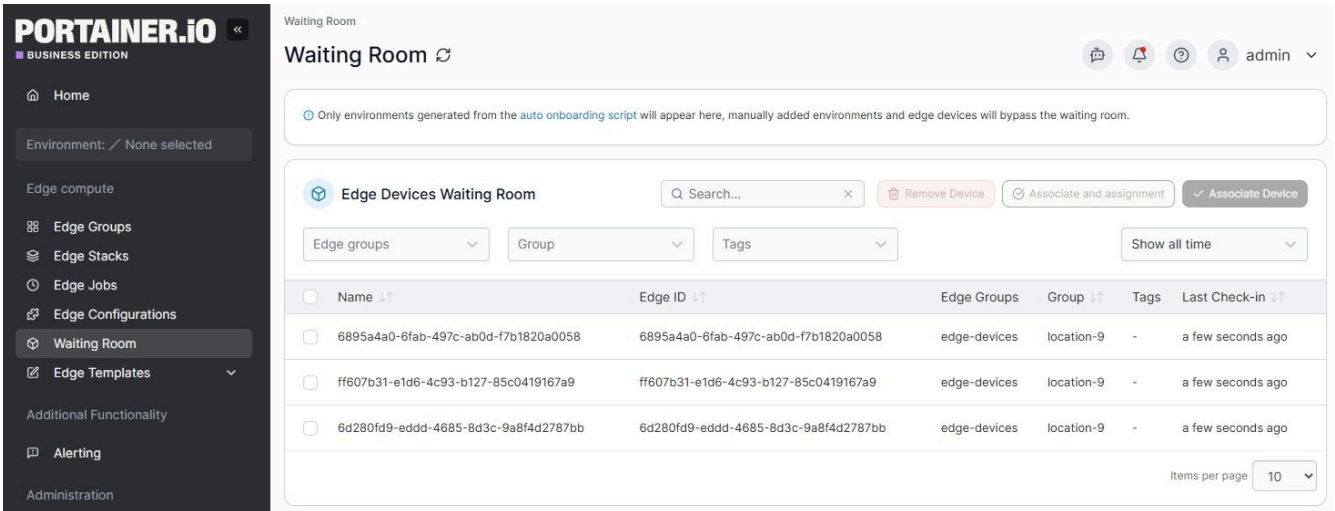 PORTAINER.iO
BUSINESS EDITION
Home
Environment: None selected
Edge compute
Edge Groups
Edge Stacks
Edge Jobs
Edge Configurations
Waiting Room
Edge Templates
Additional Functionality
Alerting
Administration
Waiting Room
Waiting Room
admin
Only environments generated from the auto onboarding script will appear here, manually added environments and edge devices will bypass the waiting room.
Edge Devices Waiting Room Search... Remove Device Associate and assignment Associate Device
Edge groups Group Tags Show all time
Name Edge ID Edge Groups Group Tags Last Check-in
6895a4a0-6fab-497c-ab0d-f7b1820a0058 6895a4a0-6fab-497c-ab0d-f7b1820a0058 edge-devices location-9 - a few seconds ago
ff607b31-e1d6-4c93-b127-85c0419167a9 ff607b31-e1d6-4c93-b127-85c0419167a9 edge-devices location-9 - a few seconds ago
6d280fd9-eddd-4685-8d3c-9a8f4d2787bb 6d280fd9-eddd-4685-8d3c-9a8f4d2787bb edge-devices location-9 - a few seconds ago
Items per page 10